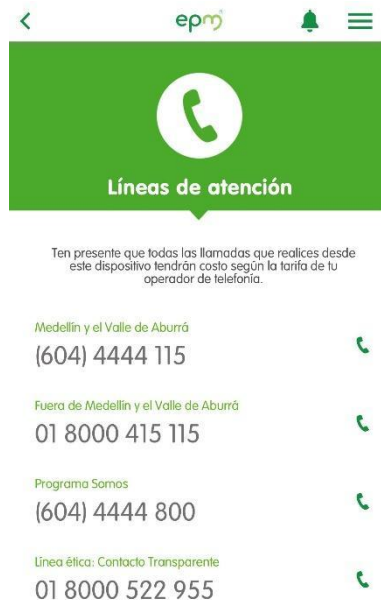 epm
Líneas de atención
Ten presente que todas las llamadas que realices desde
este dispositivo tendrán costo según la tarifa de tu
operador de telefonía.
Medellín y el Valle de Aburrá
(604) 4444 115
Fuera de Medellín y el Valle de Aburrá
01 8000 415 115
Programa Somos
(604) 4444 800
Línea ética: Contacto Transparente
01 8000 522 955